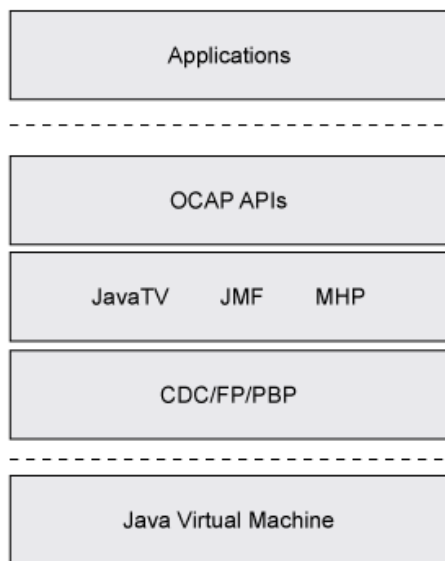 Applications
OCAP APIs
JavaTV JMF MHP
CDC/FP/PBP
Java Virtual Machine